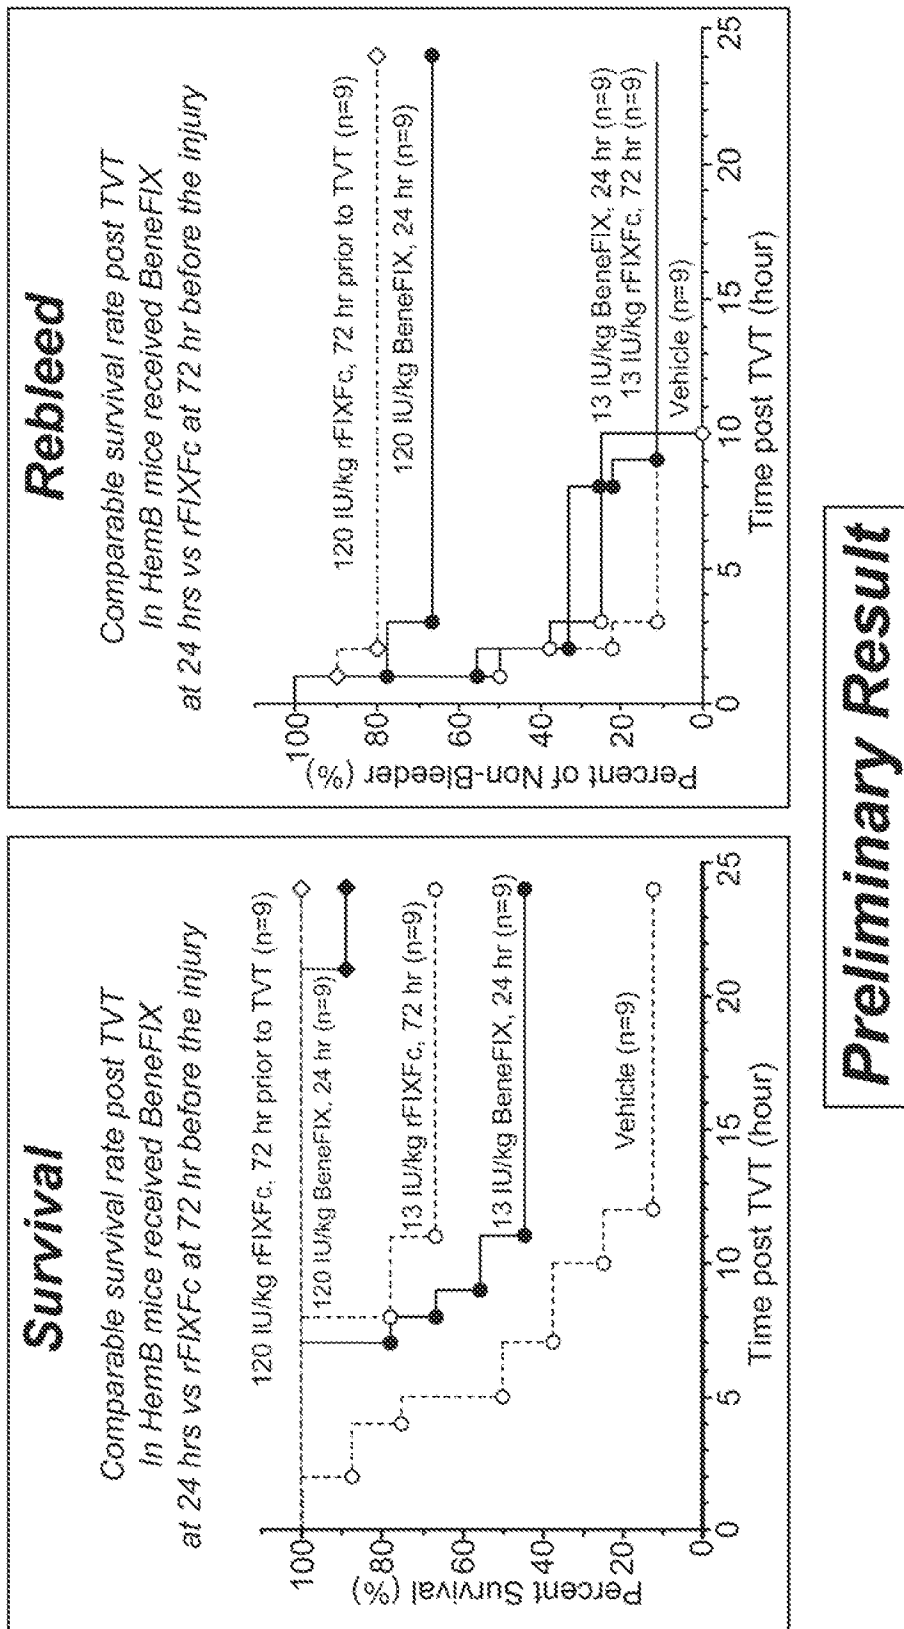 Survival
Comparable survival rate post TVT
In HemB mice received BeneFIX
at 24 hrs vs rFIXFc at 72 hr before the injury
120 IU/kg rFIXFc, 72 hr prior to TVT (n=9)
120 IU/kg BeneFIX, 24 hr (n=9)
13 IU/kg rFIXFc, 72 hr (n=9)
13 IU/kg BeneFIX, 24 hr (n=9)
Vehicle (n=9)
Percent Survival (%)
100
80
60
40
20
0
0 5 10 15 20 25
Time post TVT (hour)
Rebleed
Comparable survival rate post TVT
In HemB mice received BeneFIX
at 24 hrs vs rFIXFc at 72 hr before the injury
120 IU/kg rFIXFc, 72 hr prior to TVT (n=9)
120 IU/kg BeneFIX, 24 hr (n=9)
13 IU/kg BeneFIX, 24 hr (n=9)
13 IU/kg rFIXFc, 72 hr (n=9)
Vehicle (n=9)
Percent of Non-Bleeder (%)
100
80
60
40
20
0
0 5 10 15 20 25
Time post TVT (hour)
Preliminary Result